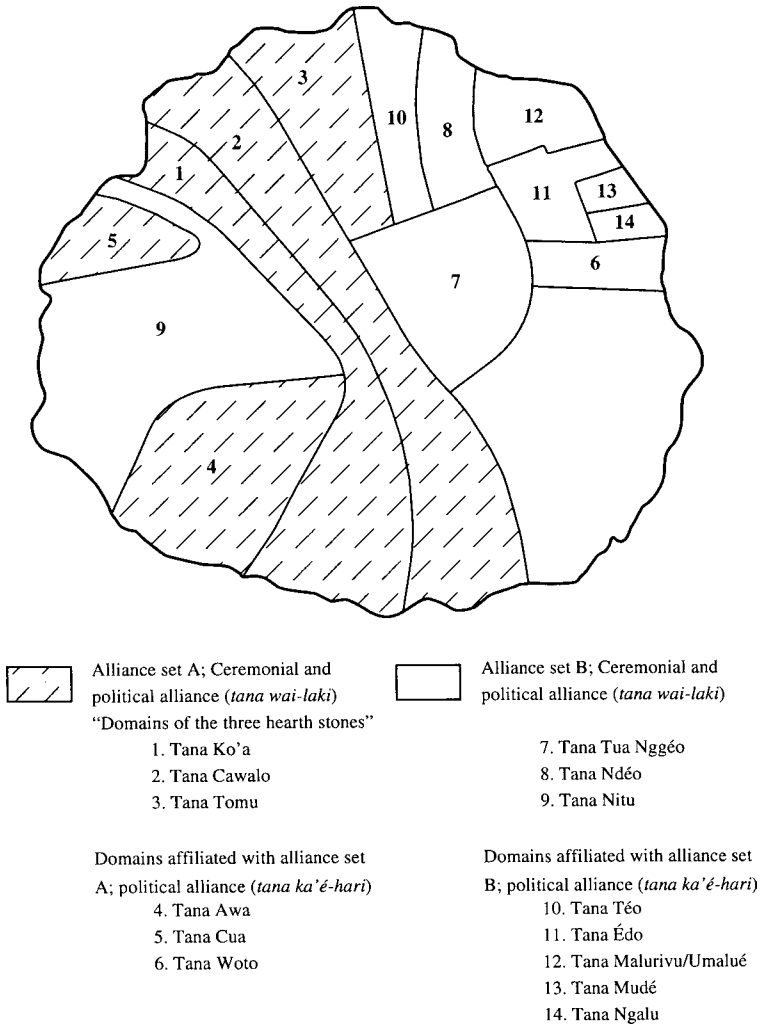 3
10
8
12
2
1
11
13
14
5
6
7
9
4
Alliance set A; Ceremonial and
political alliance (tana wai-laki)
“Domains of the three hearth stones”
1. Tana Ko’a
2. Tana Cawalo
3. Tana Tomu
Alliance set B; Ceremonial and
political alliance (tana wai-laki)
7. Tana Tua Nggéo
8. Tana Ndéo
9. Tana Nitu
Domains affiliated with alliance set
A; political alliance (tana ka’é-hari)
4. Tana Awa
5. Tana Cua
6. Tana Woto
Domains affiliated with alliance set
B; political alliance (tana ka’é-hari)
10. Tana Téo
11. Tana Édo
12. Tana Malurivu/Umalué
13. Tana Mudé
14. Tana Ngalu